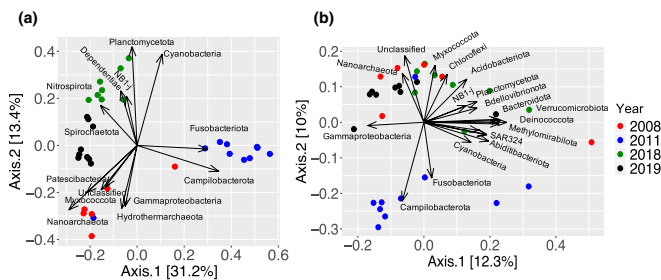 (a)
Axis.2 [13.4%]
0.4
0.2
0.0
−0.2
−0.4
Planctomycetota
Cyanobacteria
Dependentiae
NB1-j
Nitrospirota
Spirochaetota
Fusobacteriota
Campilobacterota
Patescibacteria
Unclassified
Myxococcota
Gammaproteobacteria
Nanoarchaeota
Hydrothermarchaeota
−0.2
0.0
0.2
0.4
0.6
Axis.1 [31.2%]
(b)
Axis.2 [10%]
0.2
0.1
0.0
−0.1
−0.2
−0.3
Unclassified
Myxococcota
Chloroflexi
Nanoarchaeota
Acidobacteriota
NB1-j
Planctomycetota
Bdellovibrionota
Bacteroidota
Verrucomicrobiota
Deinococcota
Gammaproteobacteria
Methylomirabilota
SAR324
Abditibacteriota
Cyanobacteria
Fusobacteriota
Campilobacterota
−0.2
0.0
0.2
0.4
Axis.1 [12.3%]
Year
2008
2011
2018
2019